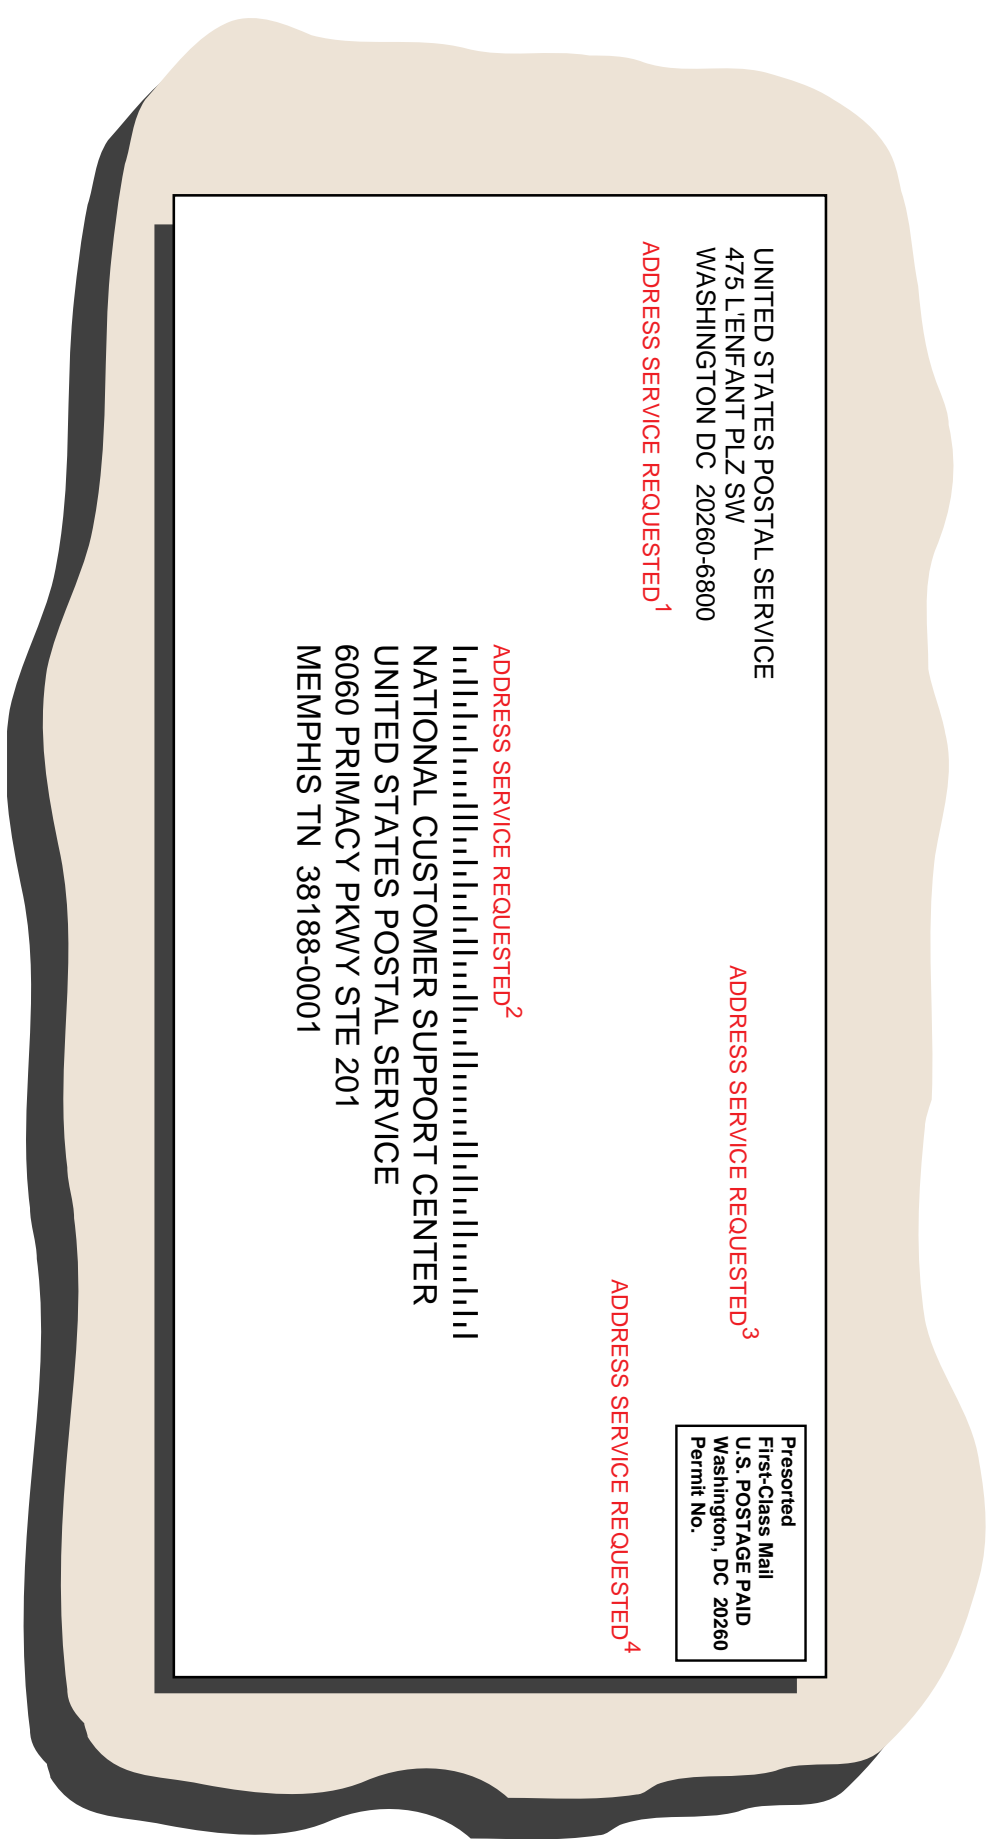 UNITED STATES POSTAL SERVICE
475 L'ENFANT PLZ SW
WASHINGTON DC 20260-6800
ADDRESS SERVICE REQUESTED1
ADDRESS SERVICE REQUESTED3
Presorted
First-Class Mail
U.S. POSTAGE PAID
Washington, DC 20260
Permit No.
ADDRESS SERVICE REQUESTED4
ADDRESS SERVICE REQUESTED2
NATIONAL CUSTOMER SUPPORT CENTER
UNITED STATES POSTAL SERVICE
6060 PRIMACY PKWY STE 201
MEMPHIS TN 38188-0001